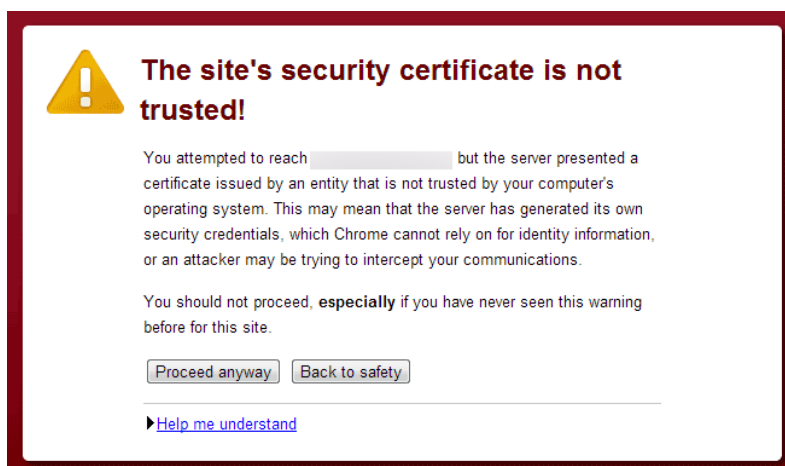 The site's security certificate is not
trusted!
You attempted to reach but the server presented a
certificate issued by an entity that is not trusted by your computer's
operating system. This may mean that the server has generated its own
security credentials, which Chrome cannot rely on for identity information,
or an attacker may be trying to intercept your communications.
You should not proceed, especially if you have never seen this warning
before for this site.
Proceed anyway Back to safety
Help me understand